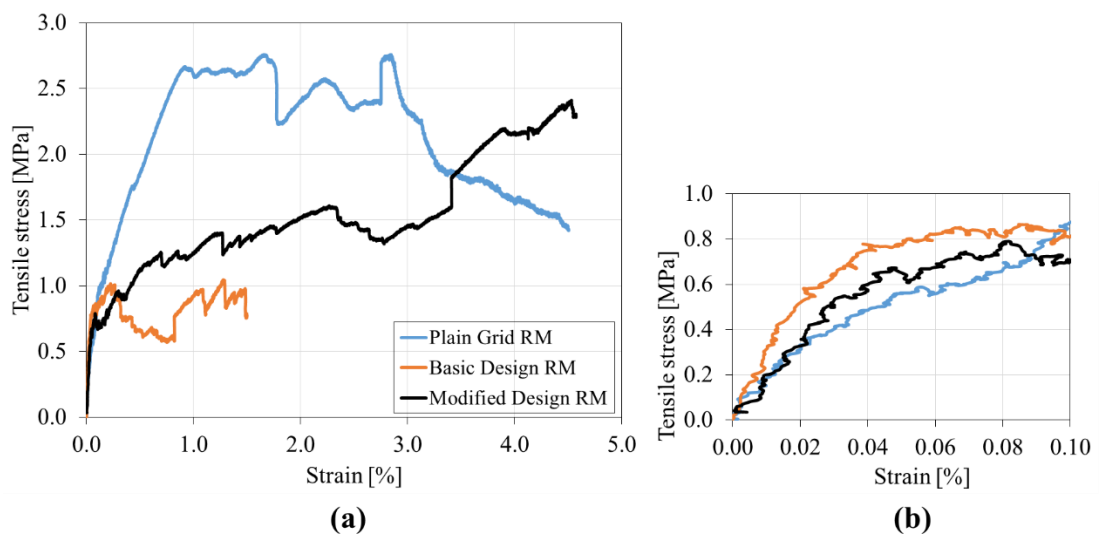 3.0
2.5
2.0
1.5
1.0
0.5
0.0
Tensile stress [MPa]
0.0 1.0 2.0 3.0 4.0 5.0
Strain [%]
Plain Grid RM
Basic Design RM
Modified Design RM
(a)
1.0
0.8
0.6
0.4
0.2
0.0
Tensile stress [MPa]
0.00 0.02 0.04 0.06 0.08 0.10
Strain [%]
(b)